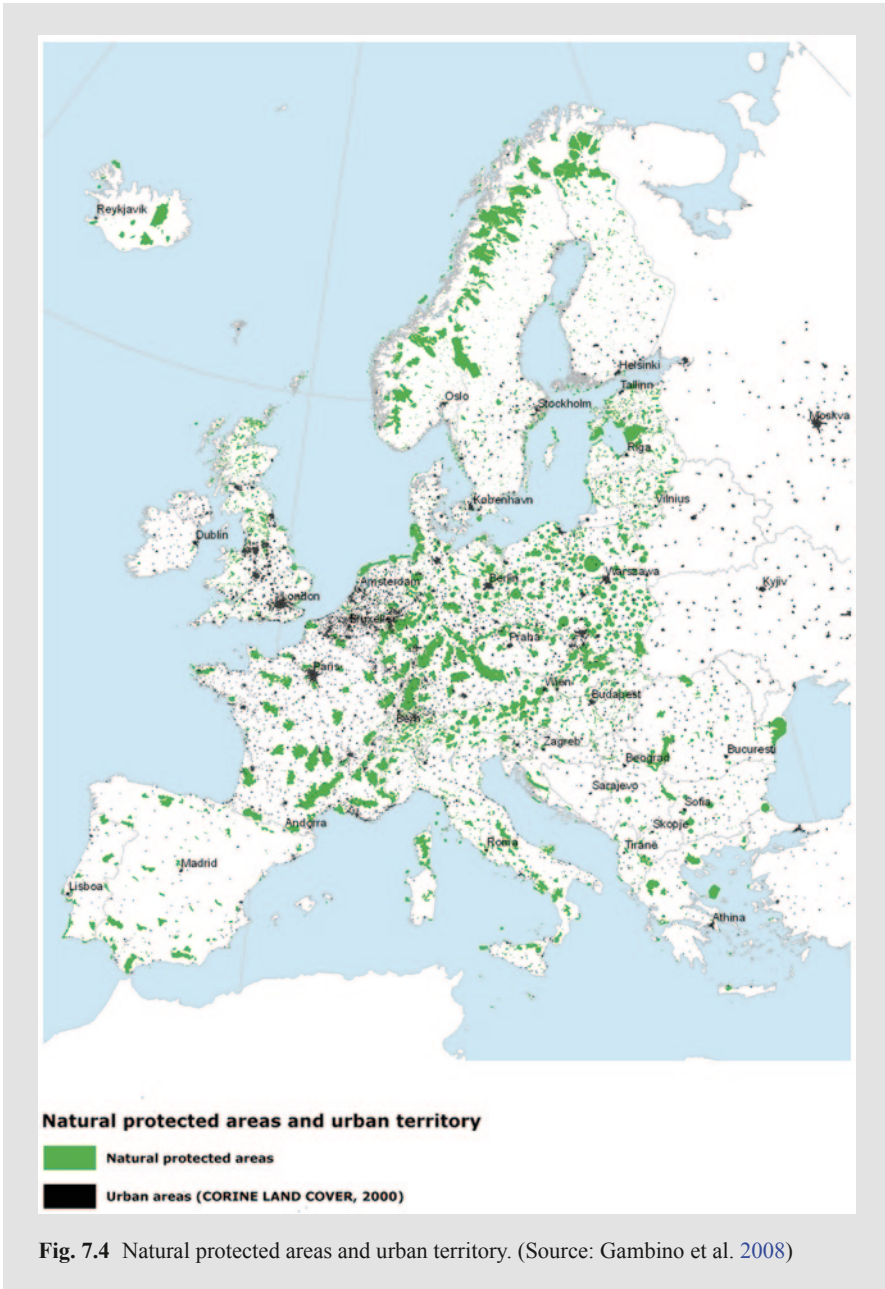 Reykjavik
Helsinki
Tallinn
Oslo
Stockholm
Moskva
Riga
København
Vilnius
Dublin
Amsterdam
Berlin
Warszawa
London
Kyjiv
Bruxelles
Praha
Paris
Wien
Budapest
Bern
Zagreb
Beograd
Bucuresti
Sarajevo
Sofia
Andorra
Skopje
Roma
Tiranë
Madrid
Lisboa
Athina
Natural protected areas and urban territory
Natural protected areas
Urban areas (CORINE LAND COVER, 2000)
Fig. 7.4 Natural protected areas and urban territory. (Source: Gambino et al. 2008)